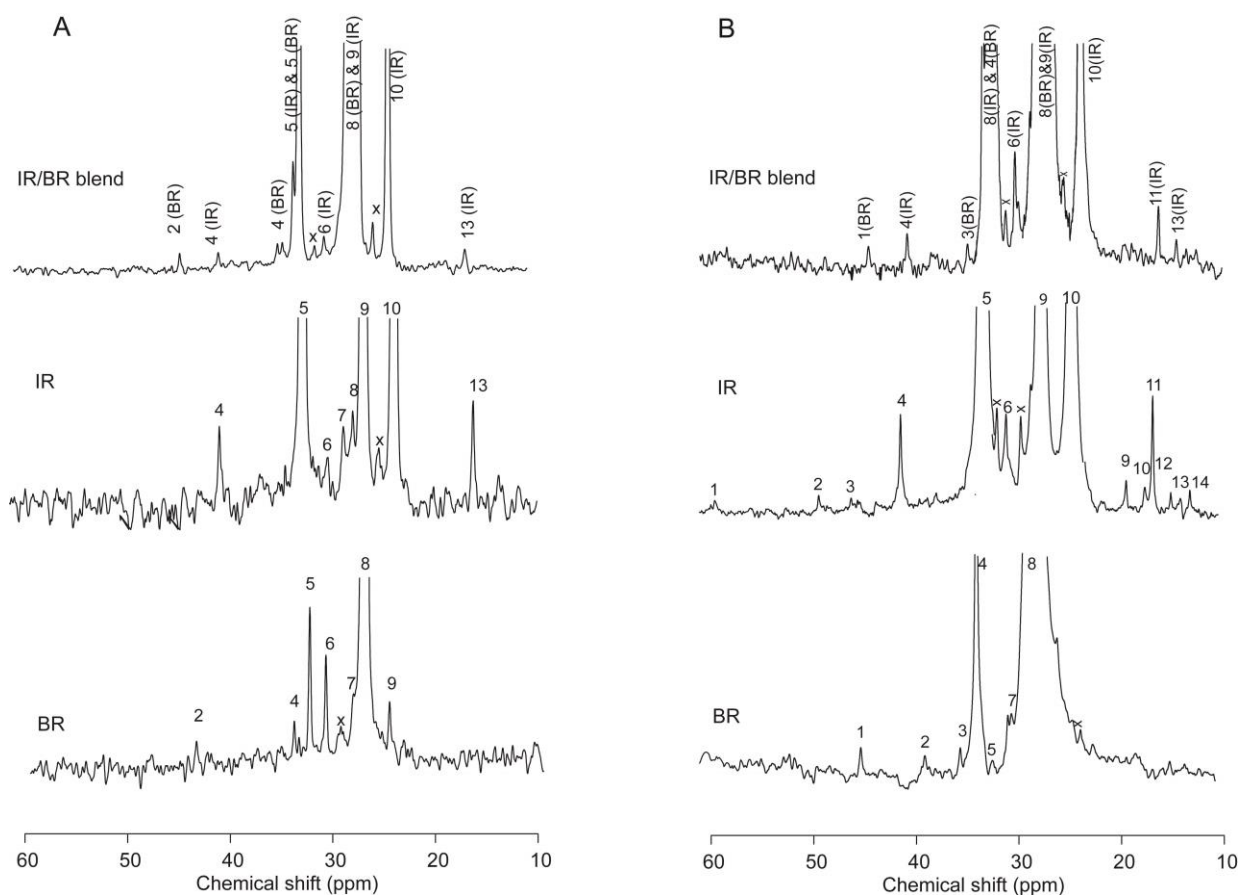 A
5 (IR) & 5 (BR)
8 (BR) & 9 (IR)
10 (IR)
IR/BR blend
2 (BR)
4 (IR)
4 (BR)
x
6 (IR)
x
13 (IR)
IR
4
5
6
7
8
9
x
10
13
BR
2
4
5
6
x
7
8
9
60 50 40 30 20 10
Chemical shift (ppm)
B
8(IR) & 4(BR)
8(BR)&9(IR)
10(IR)
IR/BR blend
1(BR)
4(IR)
3(BR)
x
6(IR)
x
11(IR)
13(IR)
IR
1
2
3
4
5
x
6
x
9
10
9
10
11
12
13
14
BR
1
2
3
4
5
7
8
x
60 50 40 30 20 10
Chemical shift (ppm)